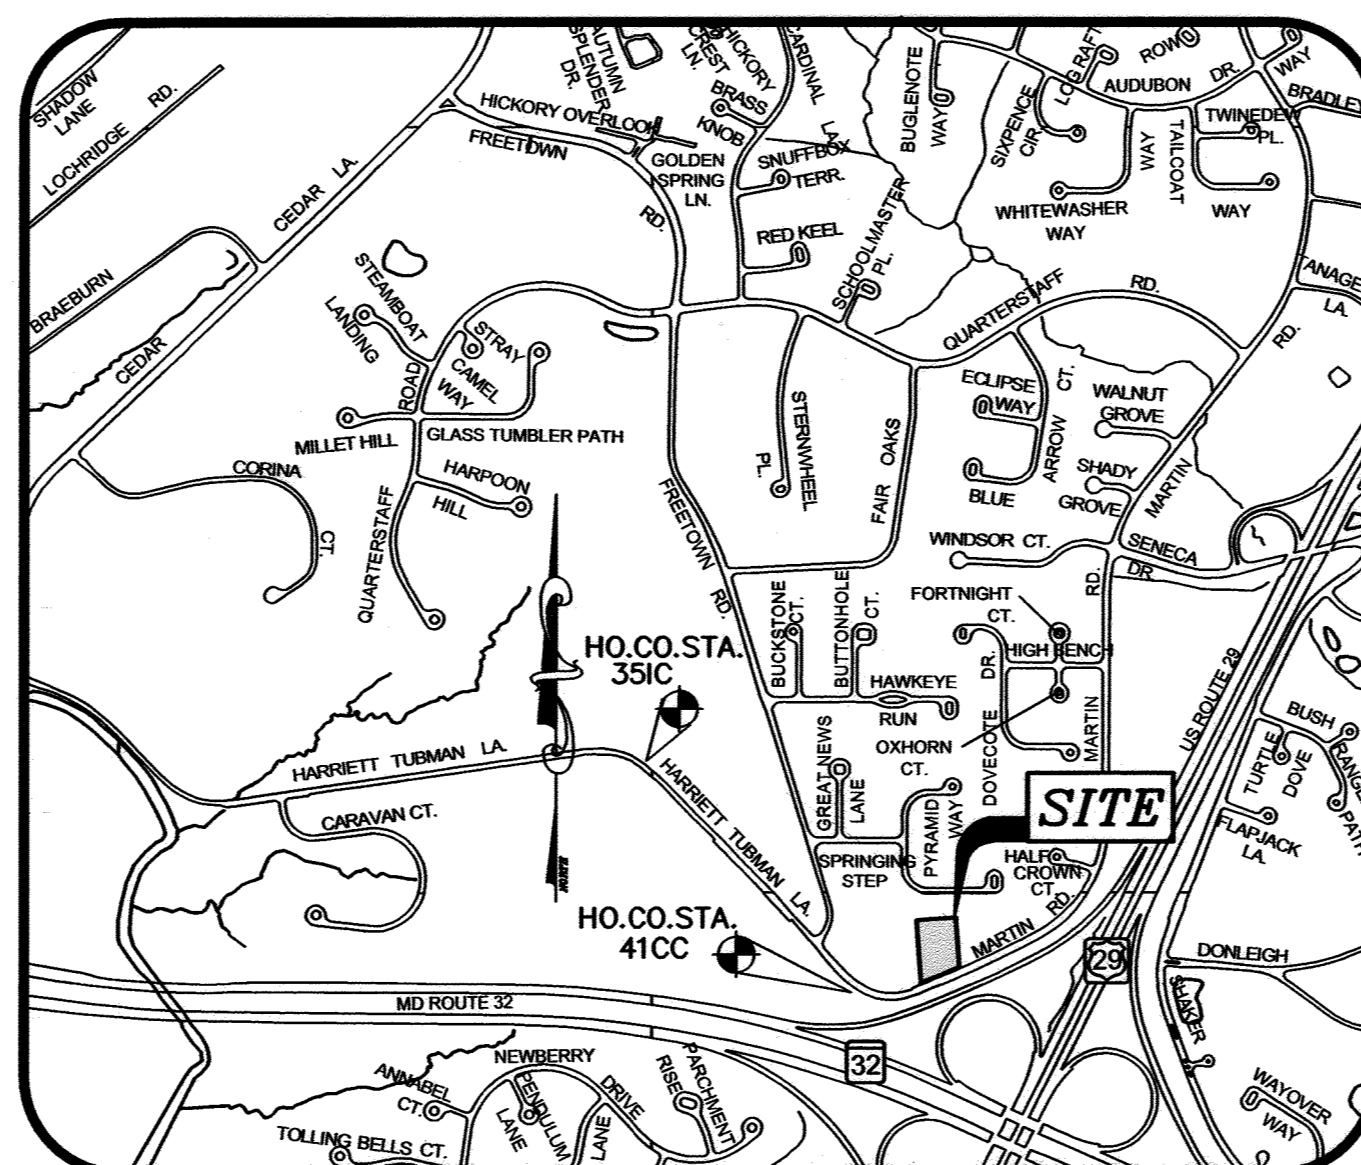 SHADOW
LANE
LOCHRIDGE RD.
BRAEBURN
CEDAR LA.
CEDAR
AUTUMN
SPLENDER
DR.
HICKORY
CREST
LN.
CARDINAL
LA.
BRASS
KNOB
HICKORY OVERLOOK
FREETOWN
RD.
GOLDEN
SPRING
LN.
SNUFFBOX
TERR.
RED KEEL
SCHOOLMASTER
PL.
BUGLENOTE
WAY
SIXPENCE
CIR.
LOG RAFT
ROW
AUDUBON
DR.
WAY
BRADLEY
TWINEDEW
PL.
WAY
TAILCOAT
WAY
WHITEWASHER
WAY
TANAGE
LA.
QUARTERSTAFF
RD.
RD.
STEAMBOAT
LANDING
STRAY
CAMEL
WAY
ROAD
MILLET HILL
GLASS TUMBLER PATH
CORINA
CT.
HARPOON
HILL
QUARTERSTAFF
STERNWHEEL
PL.
FAIR OAKS
ECLIPSE
WAY
ARROW
CT.
BLUE
WALNUT
GROVE
SHADY
GROVE
MARTIN
WINDSOR CT.
SENECA
DR.
FREETOWN
RD.
BUCKSTONE
CT.
BUTTONHOLE
CT.
FORTNIGHT
CT.
HIGH BENCH
RD.
DR.
HAWKEYE
RUN
OXHORN
CT.
DOVECOTE
MARTIN
US ROUTE 29
BUSH
RANGE
PATH
TURTLE
DOVE
FLAPJACK
LA.
HO.CO.STA.
35IC
HARRIETT TUBMAN LA.
HARRIETT TUBMAN LA.
CARAVAN CT.
GREAT NEWS
LANE
PYRAMID
WAY
SPRINGING
STEP
SITE
HALF
CROWN
CT.
MARTIN RD.
HO.CO.STA.
41CC
29
DONLEIGH
SHAKER
MD ROUTE 32
32
NEWBERRY
DRIVE
ANNABEL
CT.
PENDULUM
LANE
LANE
PARCHMENT
RISE
TOLLING BELLS CT.
WAYOVER
WAY